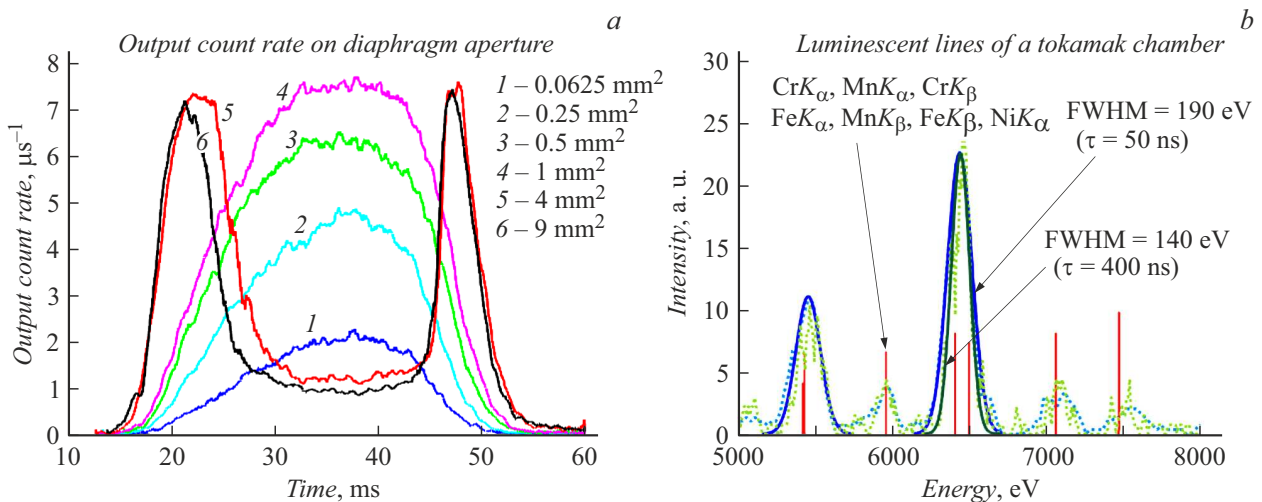 a
Output count rate on diaphragm aperture
Output count rate, μs⁻¹
8
7
6
5
4
3
2
1
0
10
20
30
40
50
60
Time, ms
1
2
3
4
5
6
1 – 0.0625 mm²
2 – 0.25 mm²
3 – 0.5 mm²
4 – 1 mm²
5 – 4 mm²
6 – 9 mm²
b
Luminescent lines of a tokamak chamber
Intensity, a. u.
30
25
20
15
10
5
0
5000
6000
7000
8000
Energy, eV
CrKα, MnKα, CrKβ
FeKα, MnKβ, FeKβ, NiKα
FWHM = 190 eV
(τ = 50 ns)
FWHM = 140 eV
(τ = 400 ns)